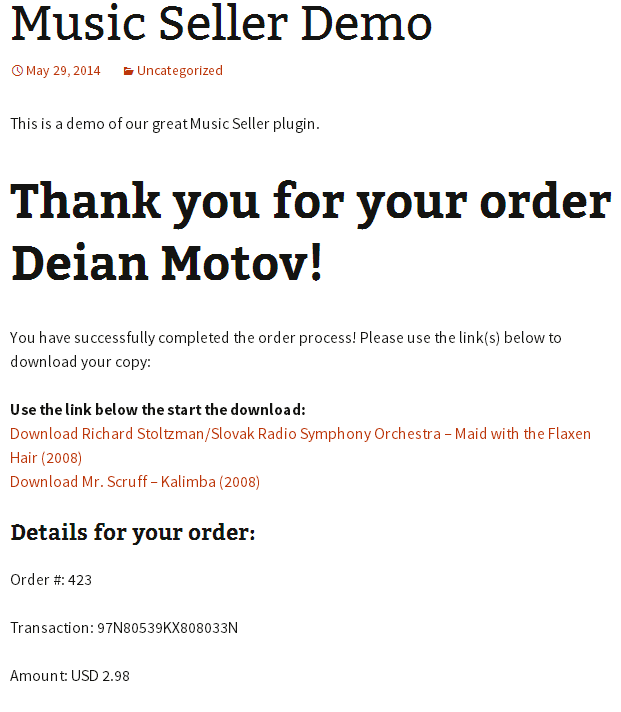 Music Seller Demo
May 29, 2014 Uncategorized
This is a demo of our great Music Seller plugin.
Thank you for your order
Deian Motov!
You have successfully completed the order process! Please use the link(s) below to
download your copy:
Use the link below the start the download:
Download Richard Stoltzman/Slovak Radio Symphony Orchestra – Maid with the Flaxen
Hair (2008)
Download Mr. Scruff – Kalimba (2008)
Details for your order:
Order #: 423
Transaction: 97N80539KX808033N
Amount: USD 2.98